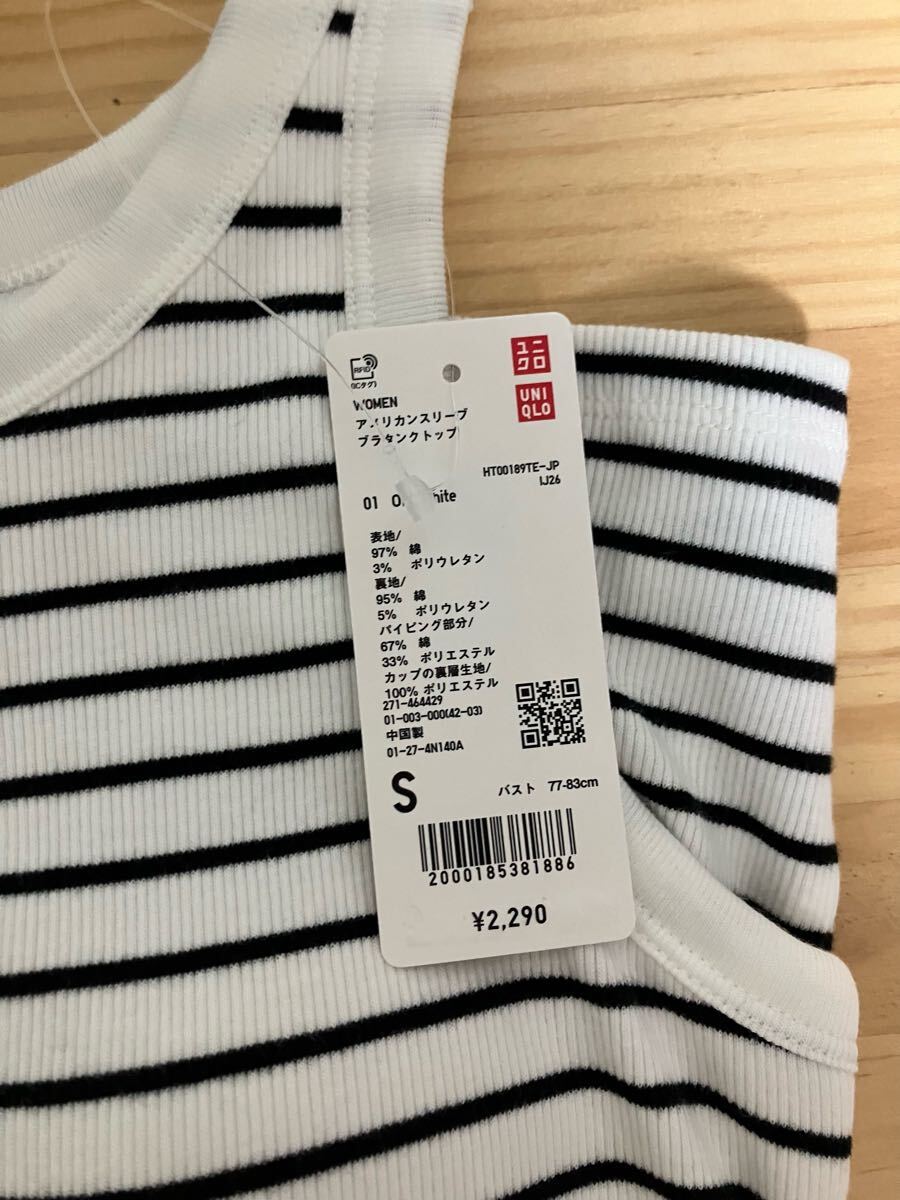 RFID
(ICタグ)
ユニ
クロ
UNI
QLO
WOMEN
アメリカンスリーブ
ブラタンクトップ
HT00189TE-JP
IJ26
01
表地/
97% 綿
3% ポリウレタン
裏地/
95% 綿
5% ポリウレタン
パイピング部分/
67% 綿
33% ポリエステル
カップの裏層生地/
100% ポリエステル
271-464429
01-003-000(42-03)
中国製
01-27-4N140A
S
バスト 77-83cm
2000185381886
¥2,290